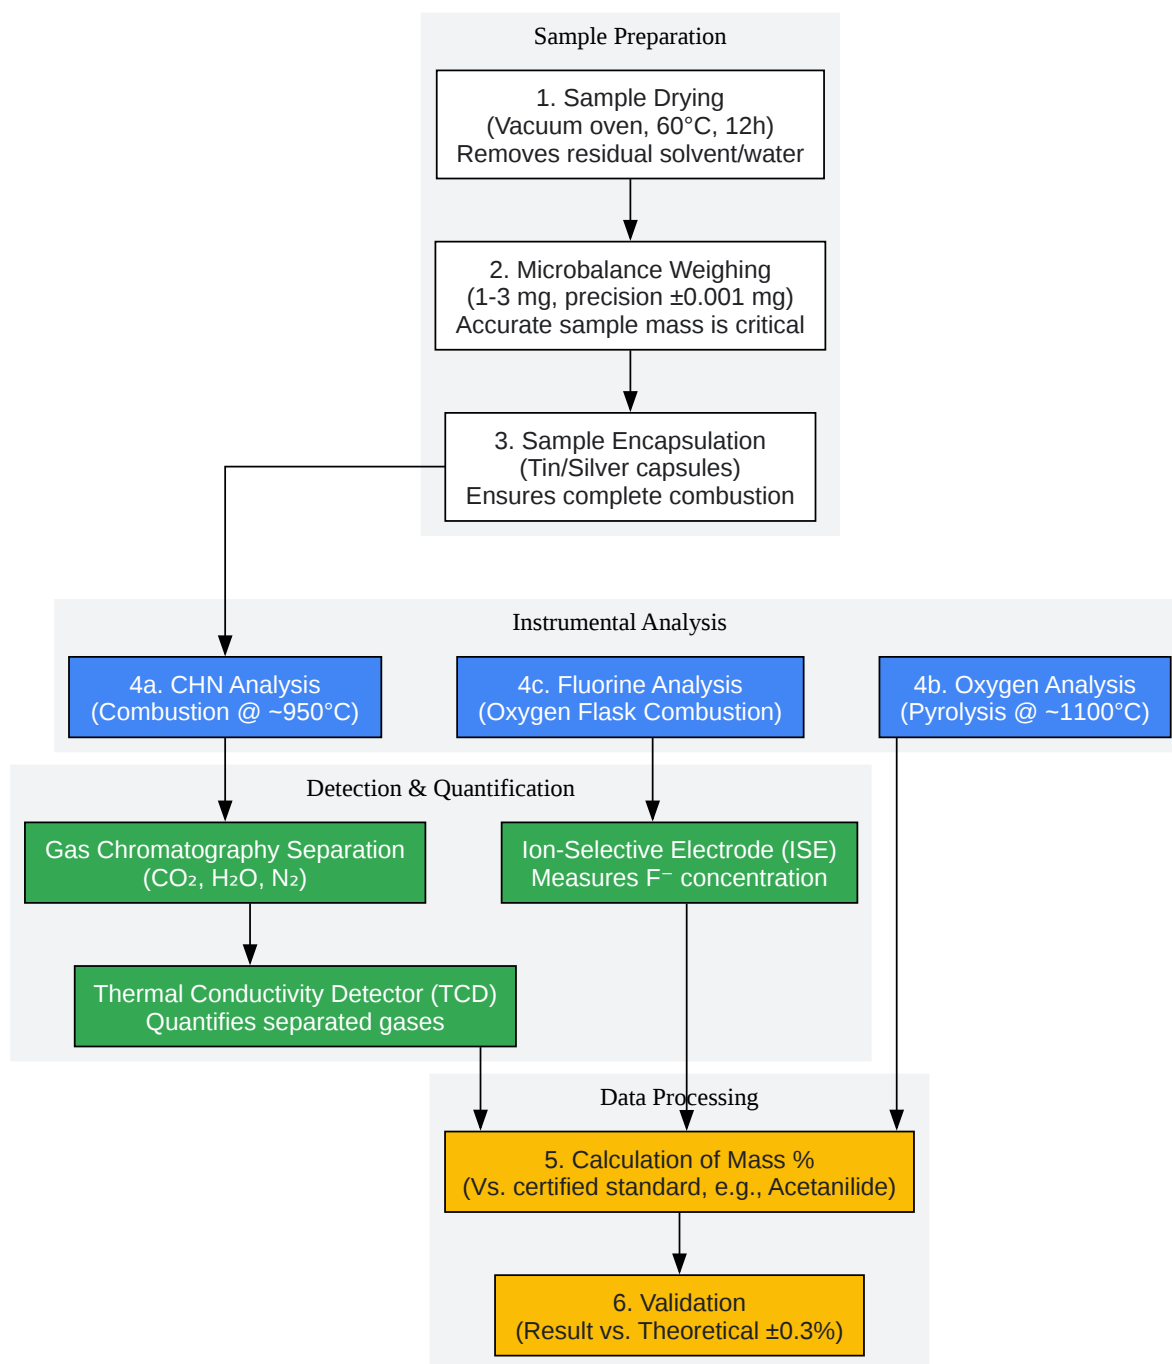 Sample Preparation
1. Sample Drying
(Vacuum oven, 60°C, 12h)
Removes residual solvent/water
2. Microbalance Weighing
(1-3 mg, precision ±0.001 mg)
Accurate sample mass is critical
3. Sample Encapsulation
(Tin/Silver capsules)
Ensures complete combustion
Instrumental Analysis
4a. CHN Analysis
(Combustion @ ~950°C)
4c. Fluorine Analysis
(Oxygen Flask Combustion)
4b. Oxygen Analysis
(Pyrolysis @ ~1100°C)
Detection & Quantification
Gas Chromatography Separation
(CO₂, H₂O, N₂)
Ion-Selective Electrode (ISE)
Measures F⁻ concentration
Thermal Conductivity Detector (TCD)
Quantifies separated gases
Data Processing
5. Calculation of Mass %
(Vs. certified standard, e.g., Acetanilide)
6. Validation
(Result vs. Theoretical ±0.3%)